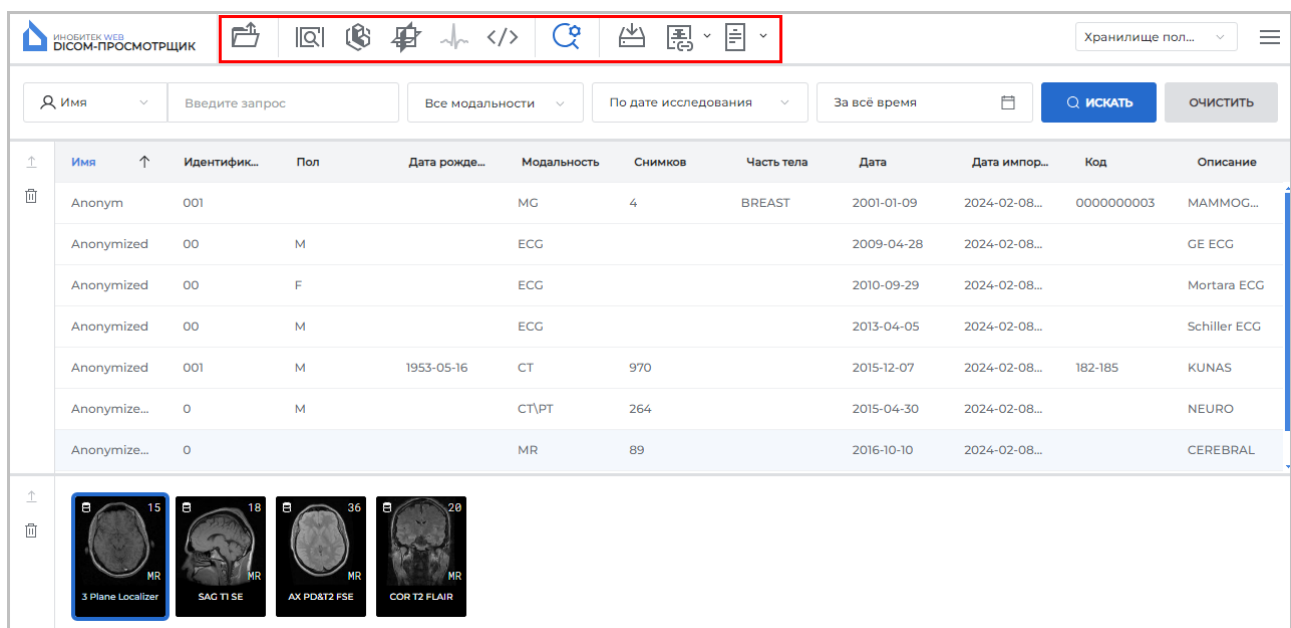 ИНОБИТЕК WEB
DICOM-ПРОСМОТРЩИК
Хранилище пол...
Имя Введите запрос Все модальности По дате исследования За всё время ИСКАТЬ ОЧИСТИТЬ
Имя Идентифик... Пол Дата рожде... Модальность Снимков Часть тела Дата Дата импор... Код Описание
Anonym 001 MG 4 BREAST 2001-01-09 2024-02-08... 0000000003 MAMMOG...
Anonymized 00 M ECG 2009-04-28 2024-02-08... GE ECG
Anonymized 00 F ECG 2010-09-29 2024-02-08... Mortara ECG
Anonymized 00 M ECG 2013-04-05 2024-02-08... Schiller ECG
Anonymized 001 M 1953-05-16 CT 970 2015-12-07 2024-02-08... 182-185 KUNAS
Anonymize... 0 M CT\PT 264 2015-04-30 2024-02-08... NEURO
Anonymize... 0 MR 89 2016-10-10 2024-02-08... CEREBRAL
15 18 36 20
MR MR MR MR
3 Plane Localizer SAG T1 SE AX PD&T2 FSE COR T2 FLAIR